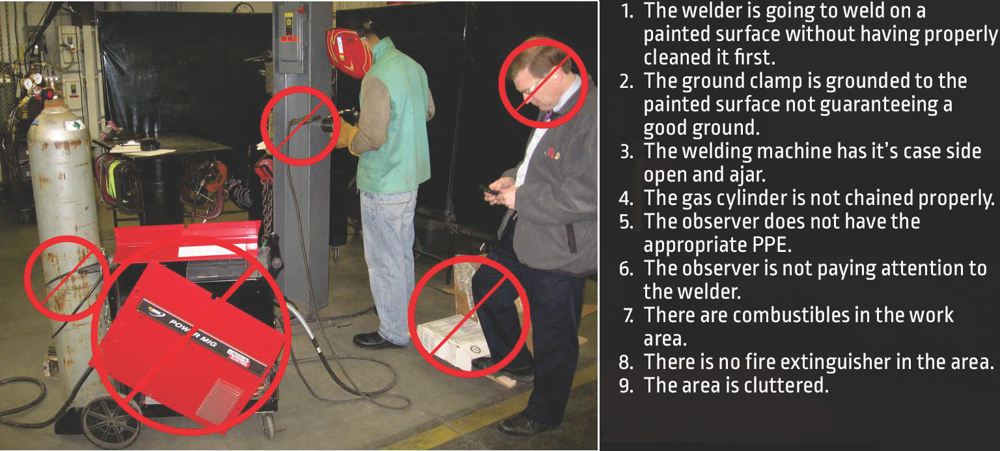 POWER MIG
LINCOLN
ELECTRIC
1. The welder is going to weld on a
painted surface without having properly
cleaned it first.
2. The ground clamp is grounded to the
painted surface not guaranteeing a
good ground.
3. The welding machine has it's case side
open and ajar.
4. The gas cylinder is not chained properly.
5. The observer does not have the
appropriate PPE.
6. The observer is not paying attention to
the welder.
7. There are combustibles in the work
area.
8. There is no fire extinguisher in the area.
9. The area is cluttered.